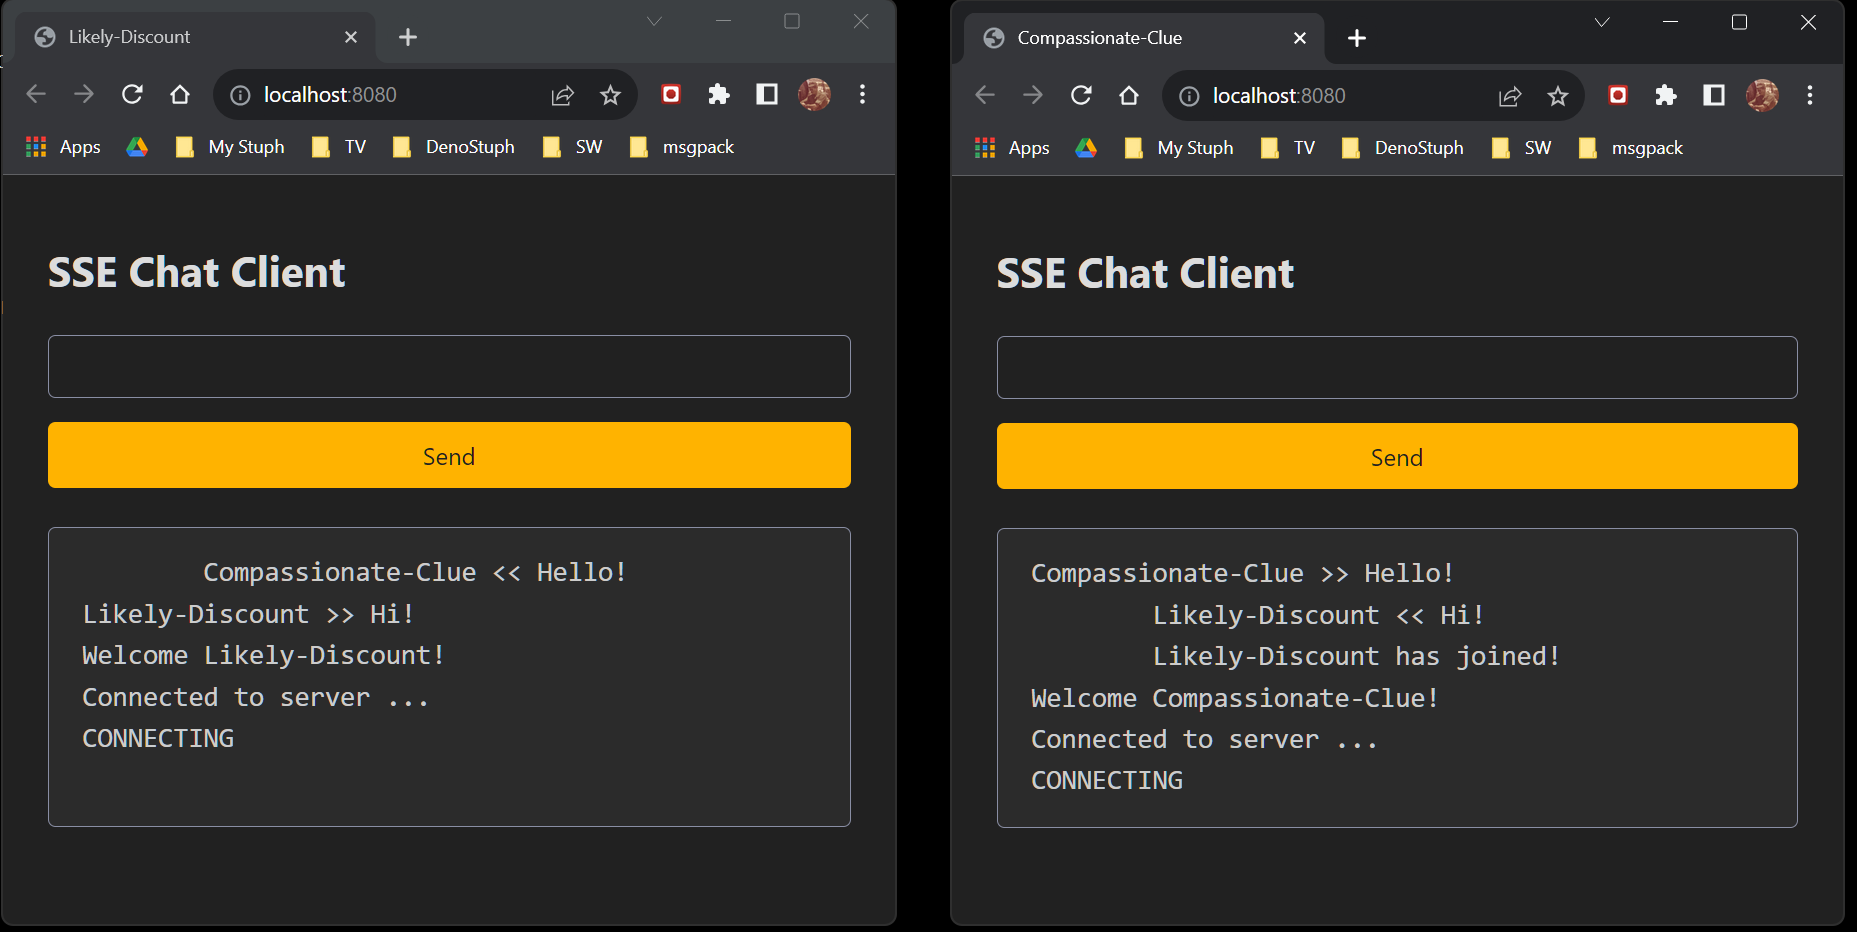 Likely-Discount
localhost:8080
Apps My Stuph TV DenoStuph SW msgpack
SSE Chat Client
Send
Compassionate-Clue << Hello!
Likely-Discount >> Hi!
Welcome Likely-Discount!
Connected to server ...
CONNECTING
Compassionate-Clue
localhost:8080
Apps My Stuph TV DenoStuph SW msgpack
SSE Chat Client
Send
Compassionate-Clue >> Hello!
Likely-Discount << Hi!
Likely-Discount has joined!
Welcome Compassionate-Clue!
Connected to server ...
CONNECTING